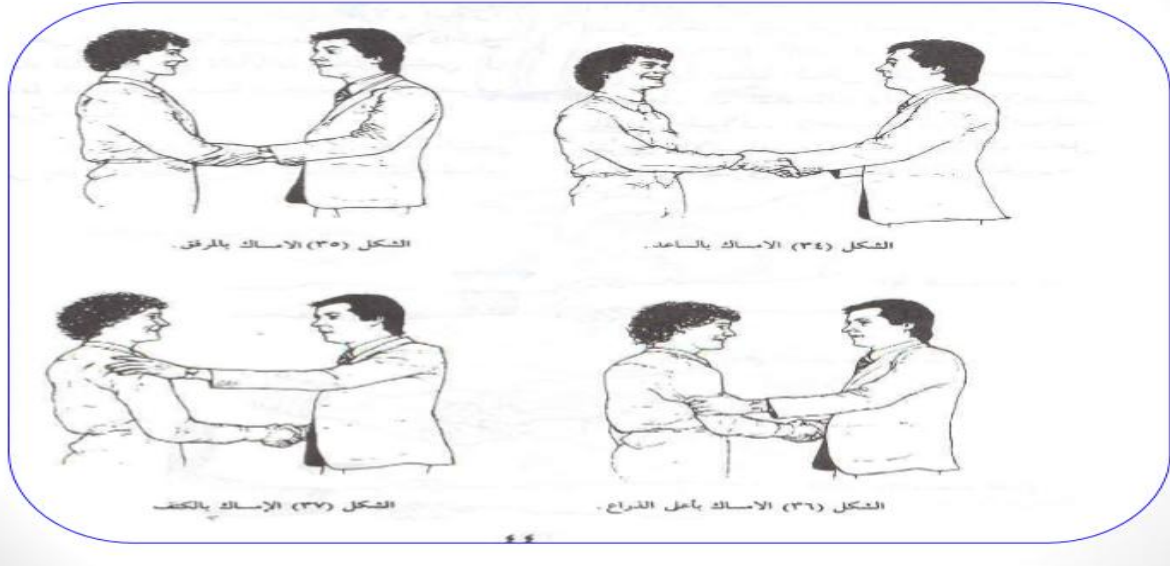 الشكل (٣٤) الامساك بالساعد.
الشكل (٣٥) الامساك بالمرفق.
الشكل (٣٦) الامساك بأعلى الذراع.
الشكل (٣٧) الإمساك بالكتف
٤٤